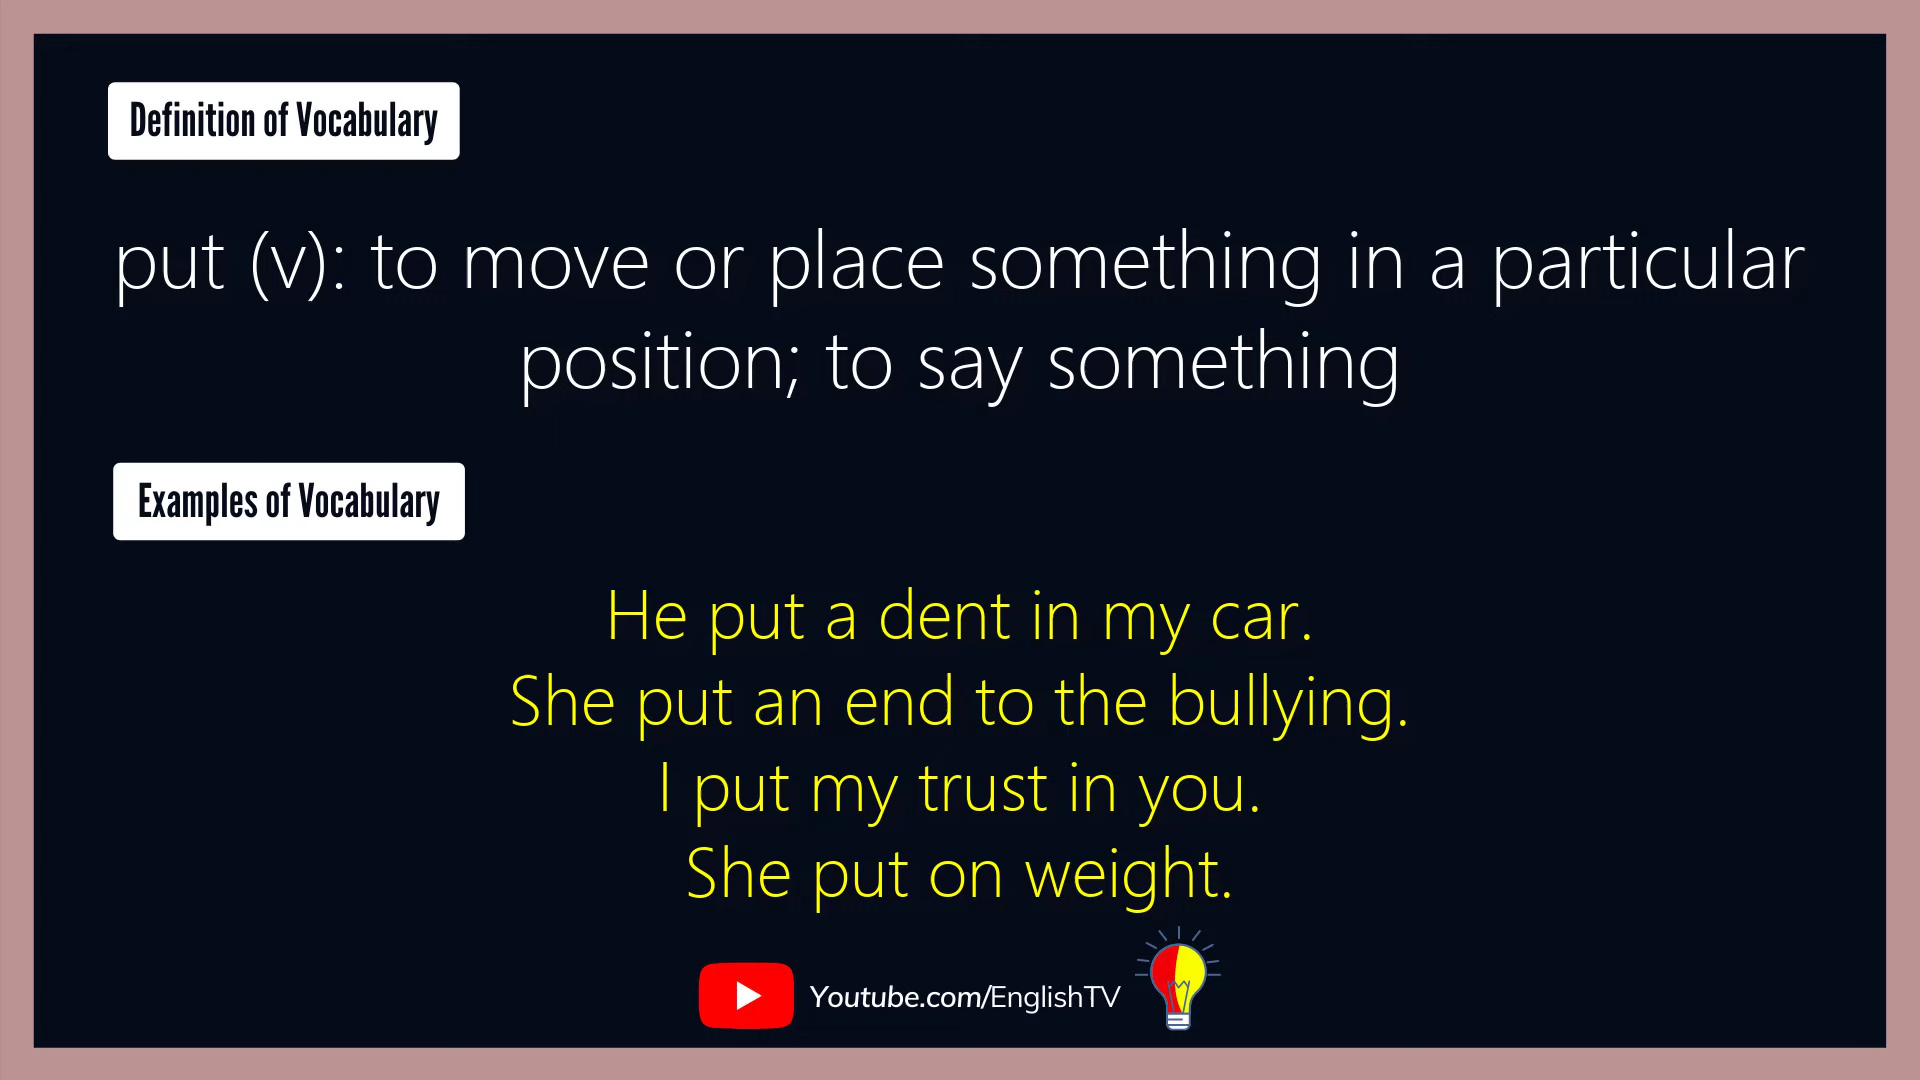 Definition of Vocabulary
put (v): to move or place something in a particular
position; to say something
Examples of Vocabulary
He put a dent in my car.
She put an end to the bullying.
I put my trust in you.
She put on weight.
Youtube.com/EnglishTV